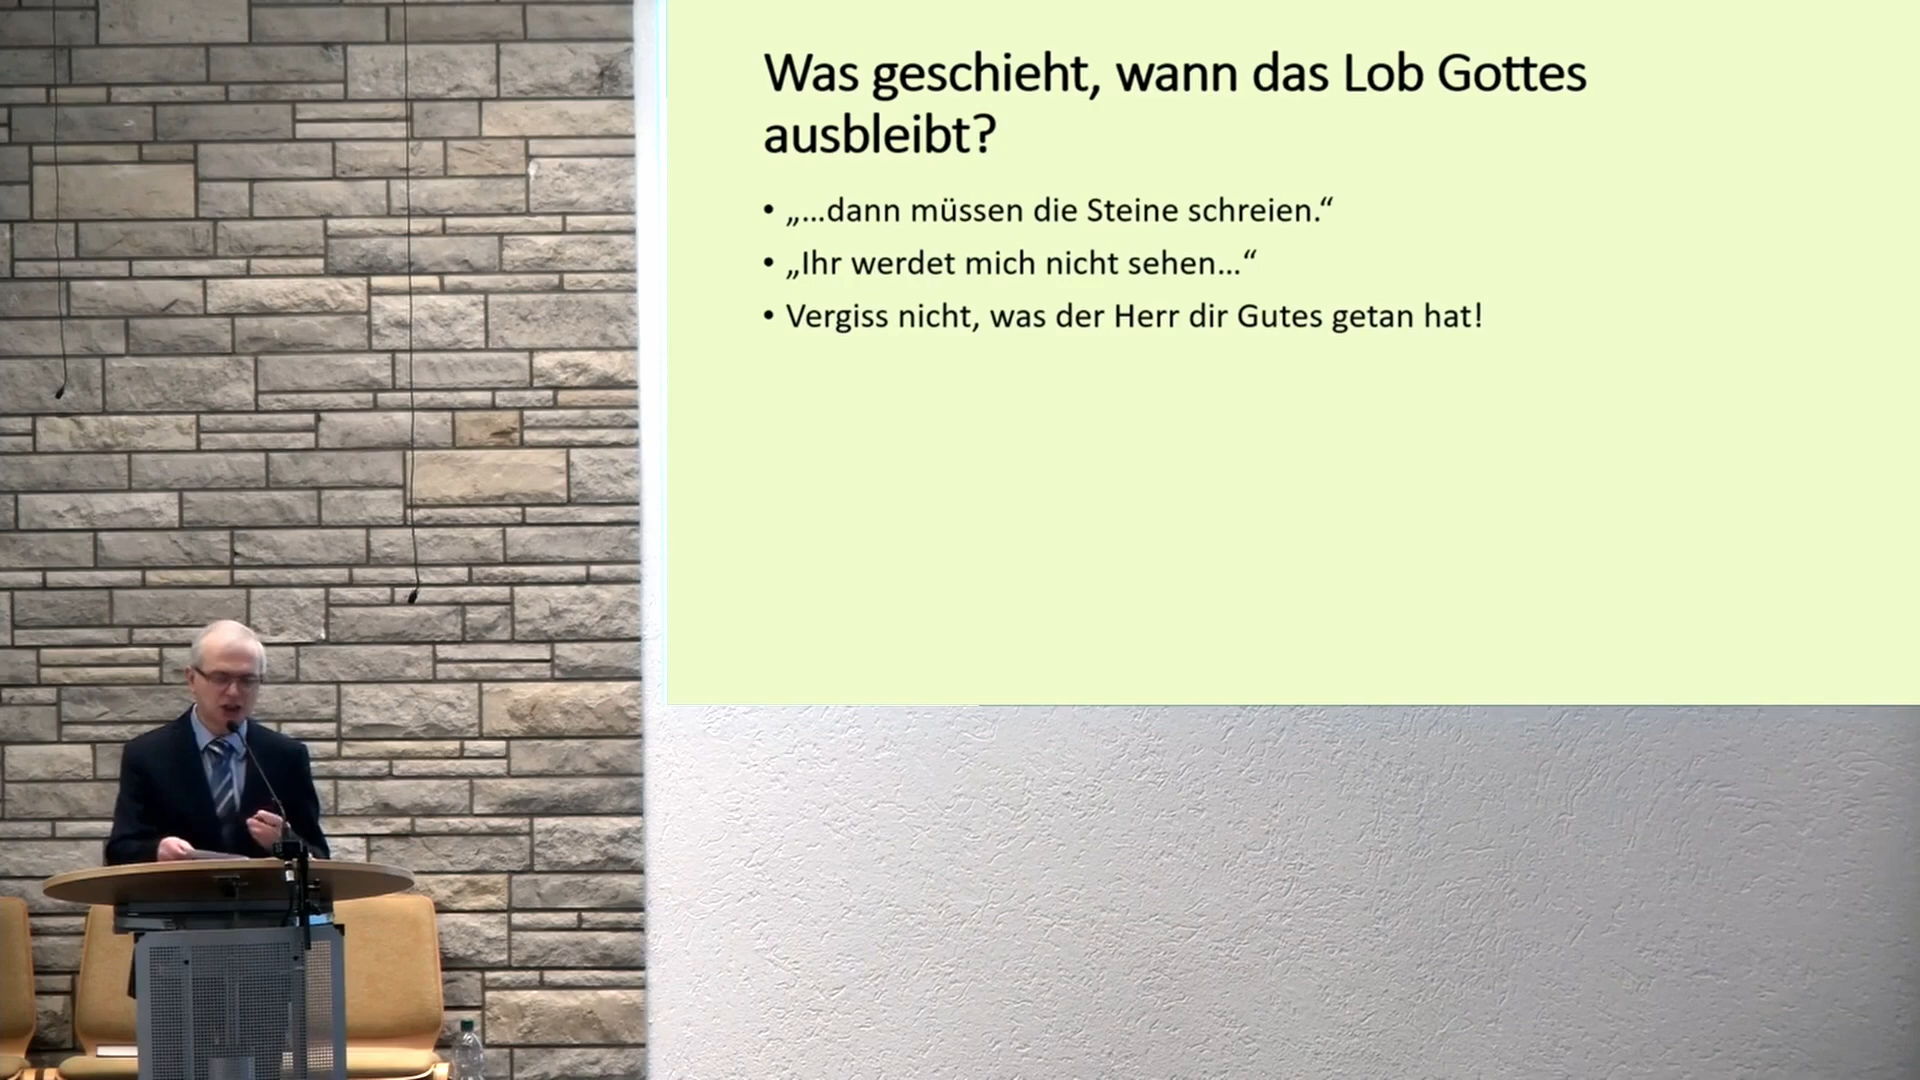 Was geschieht, wann das Lob Gottes
ausbleibt?
• „…dann müssen die Steine schreien.“
• „Ihr werdet mich nicht sehen…“
• Vergiss nicht, was der Herr dir Gutes getan hat!